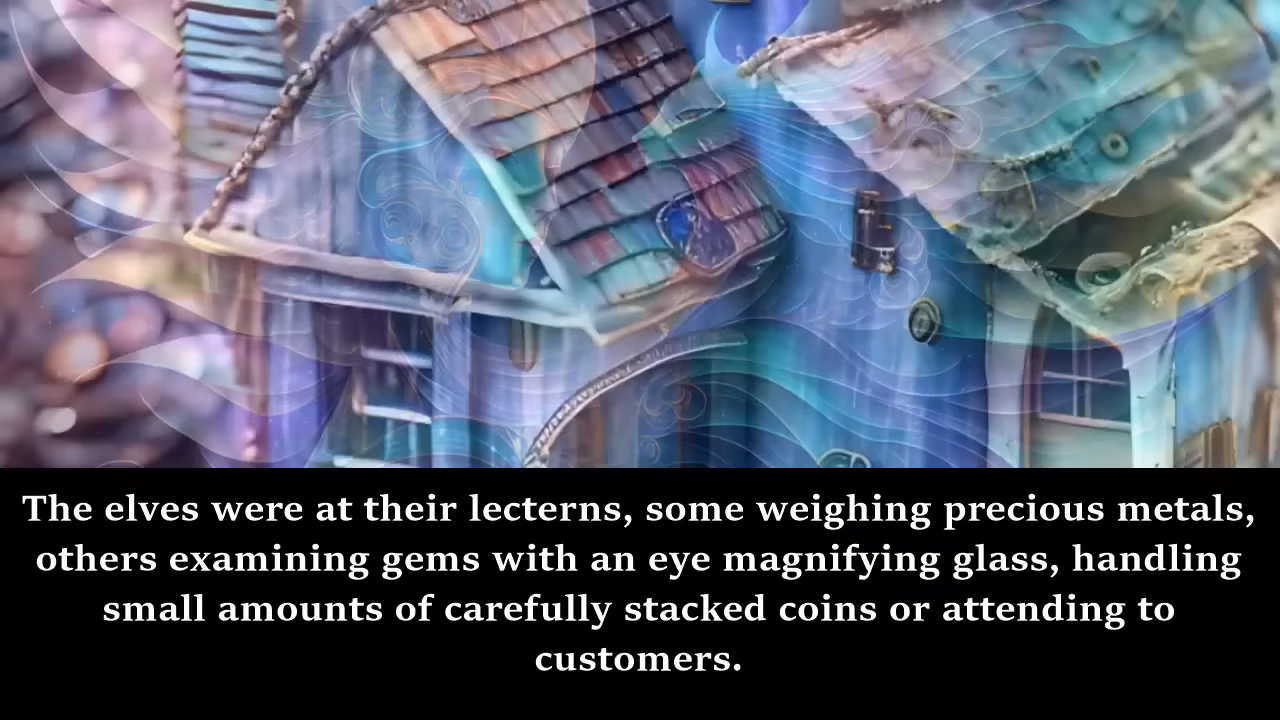 The elves were at their lecterns, some weighing precious metals,
others examining gems with an eye magnifying glass, handling
small amounts of carefully stacked coins or attending to
customers.